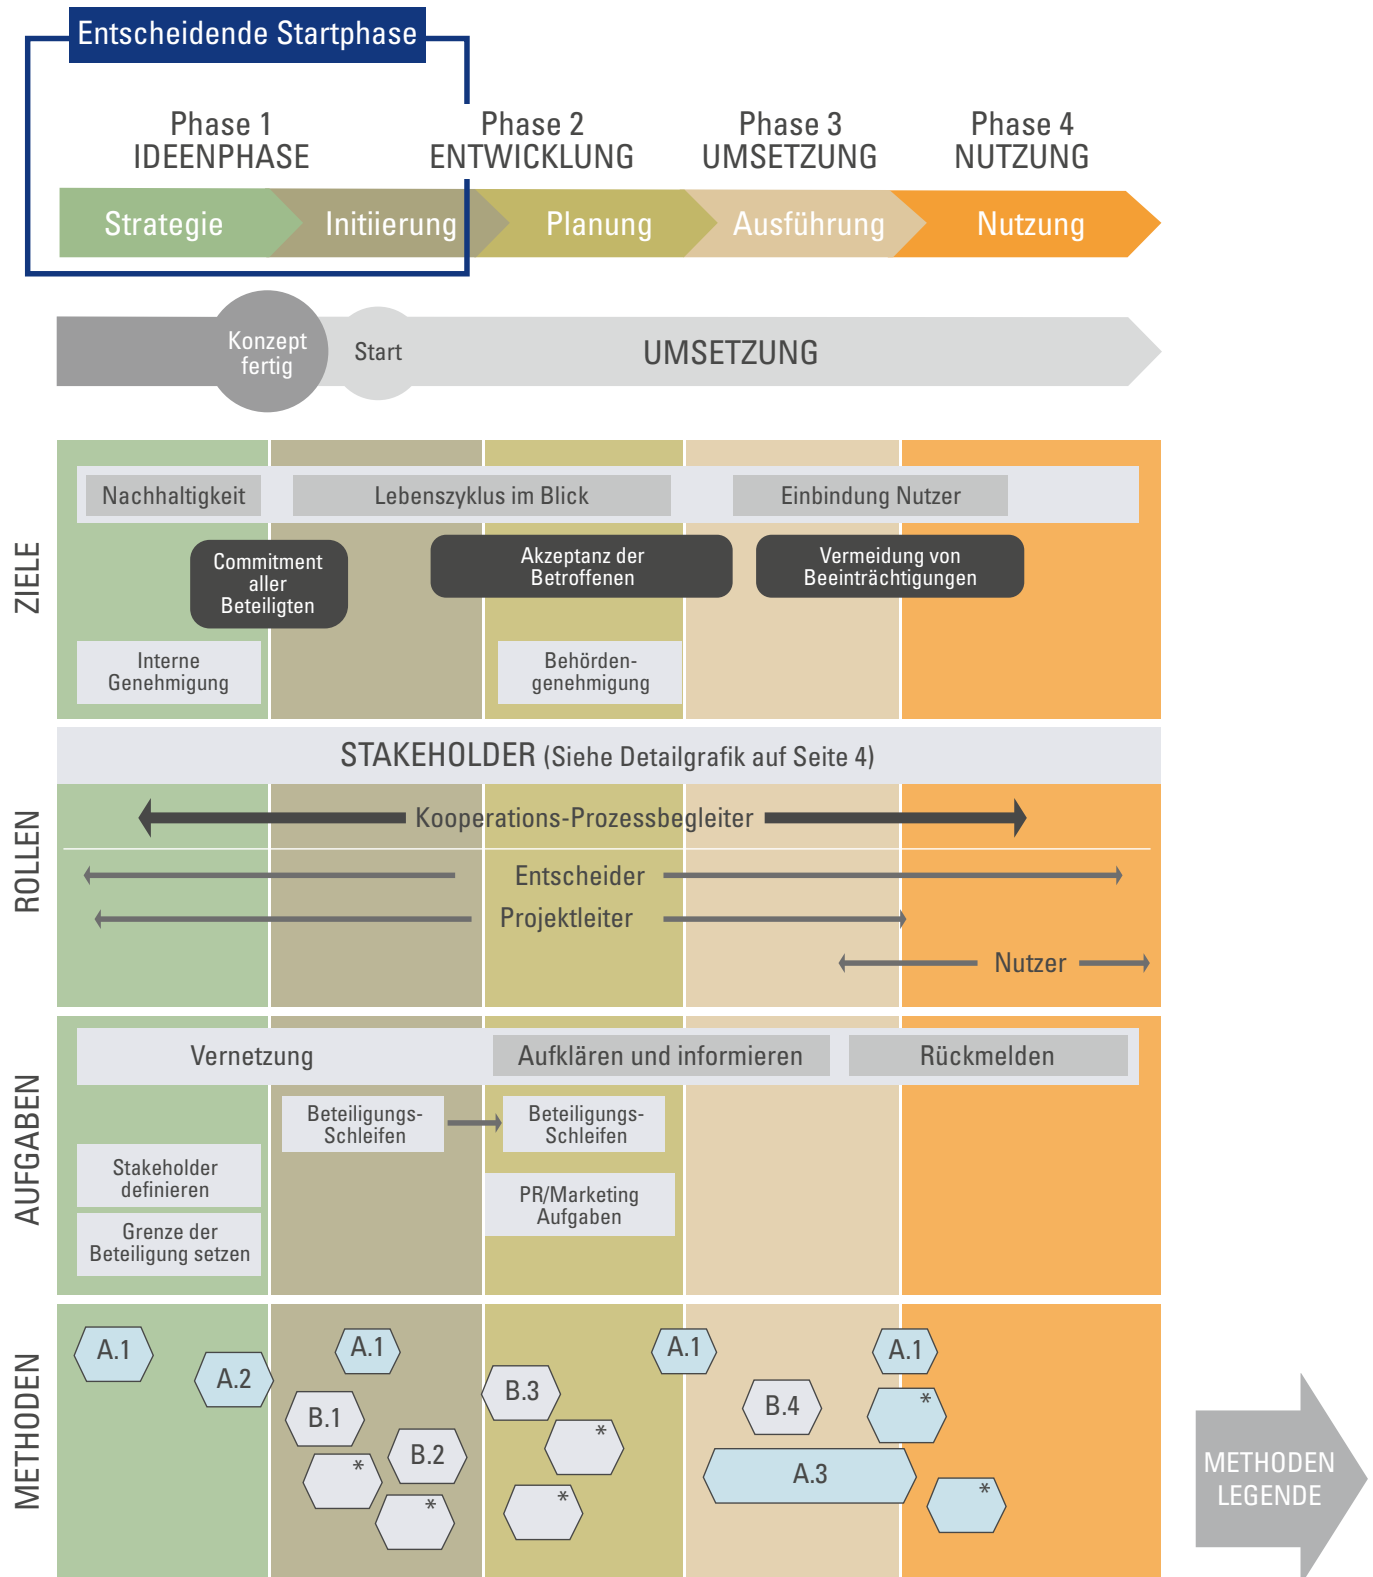 Entscheidende Startphase
Phase 1
IDEENPHASE
Phase 2
ENTWICKLUNG
Phase 3
UMSETZUNG
Phase 4
NUTZUNG
Strategie
Initiierung
Planung
Ausführung
Nutzung
Konzept
fertig
Start
UMSETZUNG
ZIELE
Nachhaltigkeit
Lebenszyklus im Blick
Einbindung Nutzer
Commitment
aller
Beteiligten
Akzeptanz der
Betroffenen
Vermeidung von
Beeinträchtigungen
Interne
Genehmigung
Behörden-
genehmigung
ROLLEN
STAKEHOLDER (Siehe Detailgrafik auf Seite 4)
Kooperations-Prozessbegleiter
Entscheider
Projektleiter
Nutzer
AUFGABEN
Vernetzung
Aufklären und informieren
Rückmelden
Beteiligungs-
Schleifen
Beteiligungs-
Schleifen
Stakeholder
definieren
PR/Marketing
Aufgaben
Grenze der
Beteiligung setzen
METHODEN
A.1
A.2
A.1
B.1
B.2
*
*
B.3
*
*
A.1
B.4
A.3
A.1
*
*
METHODEN
LEGENDE